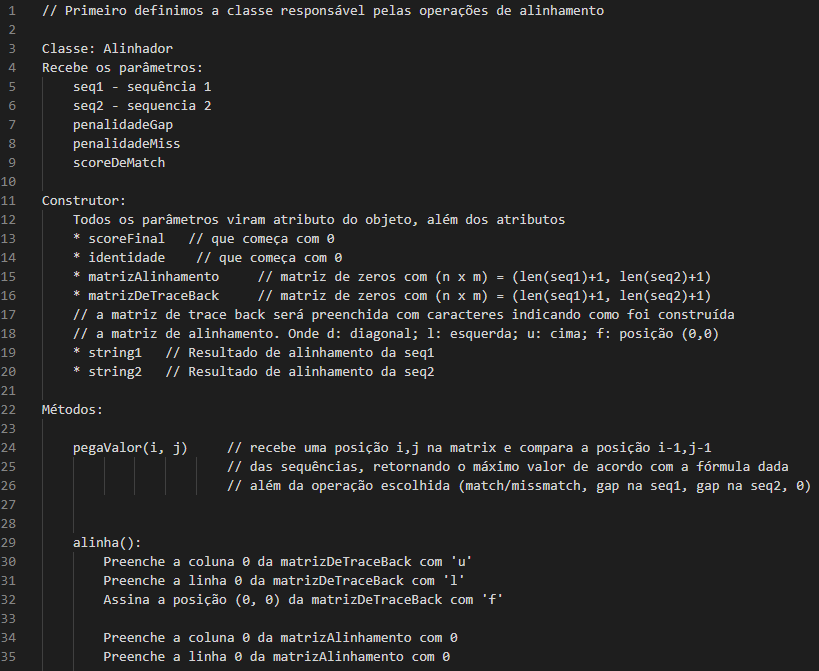 1 // Primeiro definimos a classe responsável pelas operações de alinhamento
2
3 Classe: Alinhador
4 Recebe os parâmetros:
5 seq1 - sequência 1
6 seq2 - sequencia 2
7 penalidadeGap
8 penalidadeMiss
9 scoreDeMatch
10
11 Construtor:
12 Todos os parâmetros viram atributo do objeto, além dos atributos
13 * scoreFinal // que começa com 0
14 * identidade // que começa com 0
15 * matrizAlinhamento // matriz de zeros com (n x m) = (len(seq1)+1, len(seq2)+1)
16 * matrizDeTraceBack // matriz de zeros com (n x m) = (len(seq1)+1, len(seq2)+1)
17 // a matriz de trace back será preenchida com caracteres indicando como foi construída
18 // a matriz de alinhamento. Onde d: diagonal; l: esquerda; u: cima; f: posição (0,0)
19 * string1 // Resultado de alinhamento da seq1
20 * string2 // Resultado de alinhamento da seq2
21
22 Métodos:
23
24 pegaValor(i, j) // recebe uma posição i,j na matrix e compara a posição i-1,j-1
25 // das sequências, retornando o máximo valor de acordo com a fórmula dada
26 // além da operação escolhida (match/missmatch, gap na seq1, gap na seq2, 0)
27
28
29 alinha():
30 Preenche a coluna 0 da matrizDeTraceBack com 'u'
31 Preenche a linha 0 da matrizDeTraceBack com 'l'
32 Assina a posição (0, 0) da matrizDeTraceBack com 'f'
33
34 Preenche a coluna 0 da matrizAlinhamento com 0
35 Preenche a linha 0 da matrizAlinhamento com 0